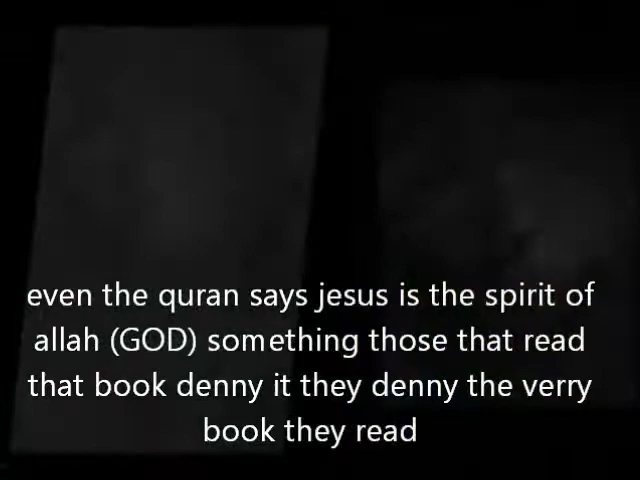 even the quran says jesus is the spirit of
allah (GOD) something those that read
that book denny it they denny the verry
book they read